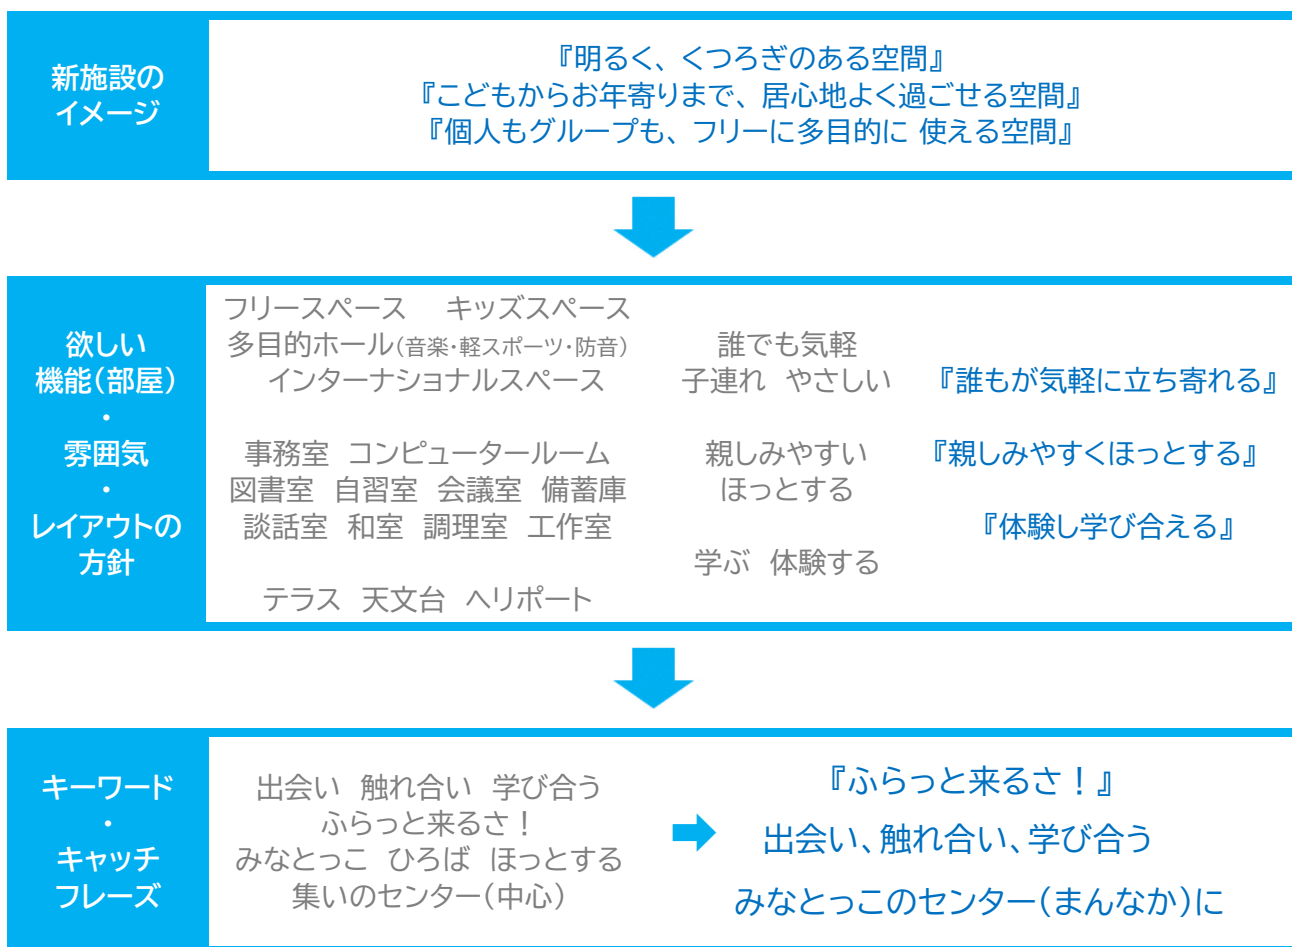 新施設の
イメージ
『明るく、くつろぎのある空間』
『こどもからお年寄りまで、居心地よく過ごせる空間』
『個人もグループも、フリーに多目的に 使える空間』
欲しい
機能(部屋)
・
雰囲気
・
レイアウトの
方針
フリースペース　キッズスペース
多目的ホール(音楽・軽スポーツ・防音)
インターナショナルスペース
事務室 コンピュータールーム
図書室 自習室 会議室 備蓄庫
談話室 和室 調理室 工作室
テラス 天文台 ヘリポート
誰でも気軽
子連れ やさしい
親しみやすい
ほっとする
学ぶ 体験する
『誰もが気軽に立ち寄れる』
『親しみやすくほっとする』
『体験し学び合える』
キーワード
・
キャッチ
フレーズ
出会い 触れ合い 学び合う
ふらっと来るさ！
みなとっこ ひろば ほっとする
集いのセンター(中心)
『ふらっと来るさ！』
出会い、触れ合い、学び合う
みなとっこのセンター(まんなか)に